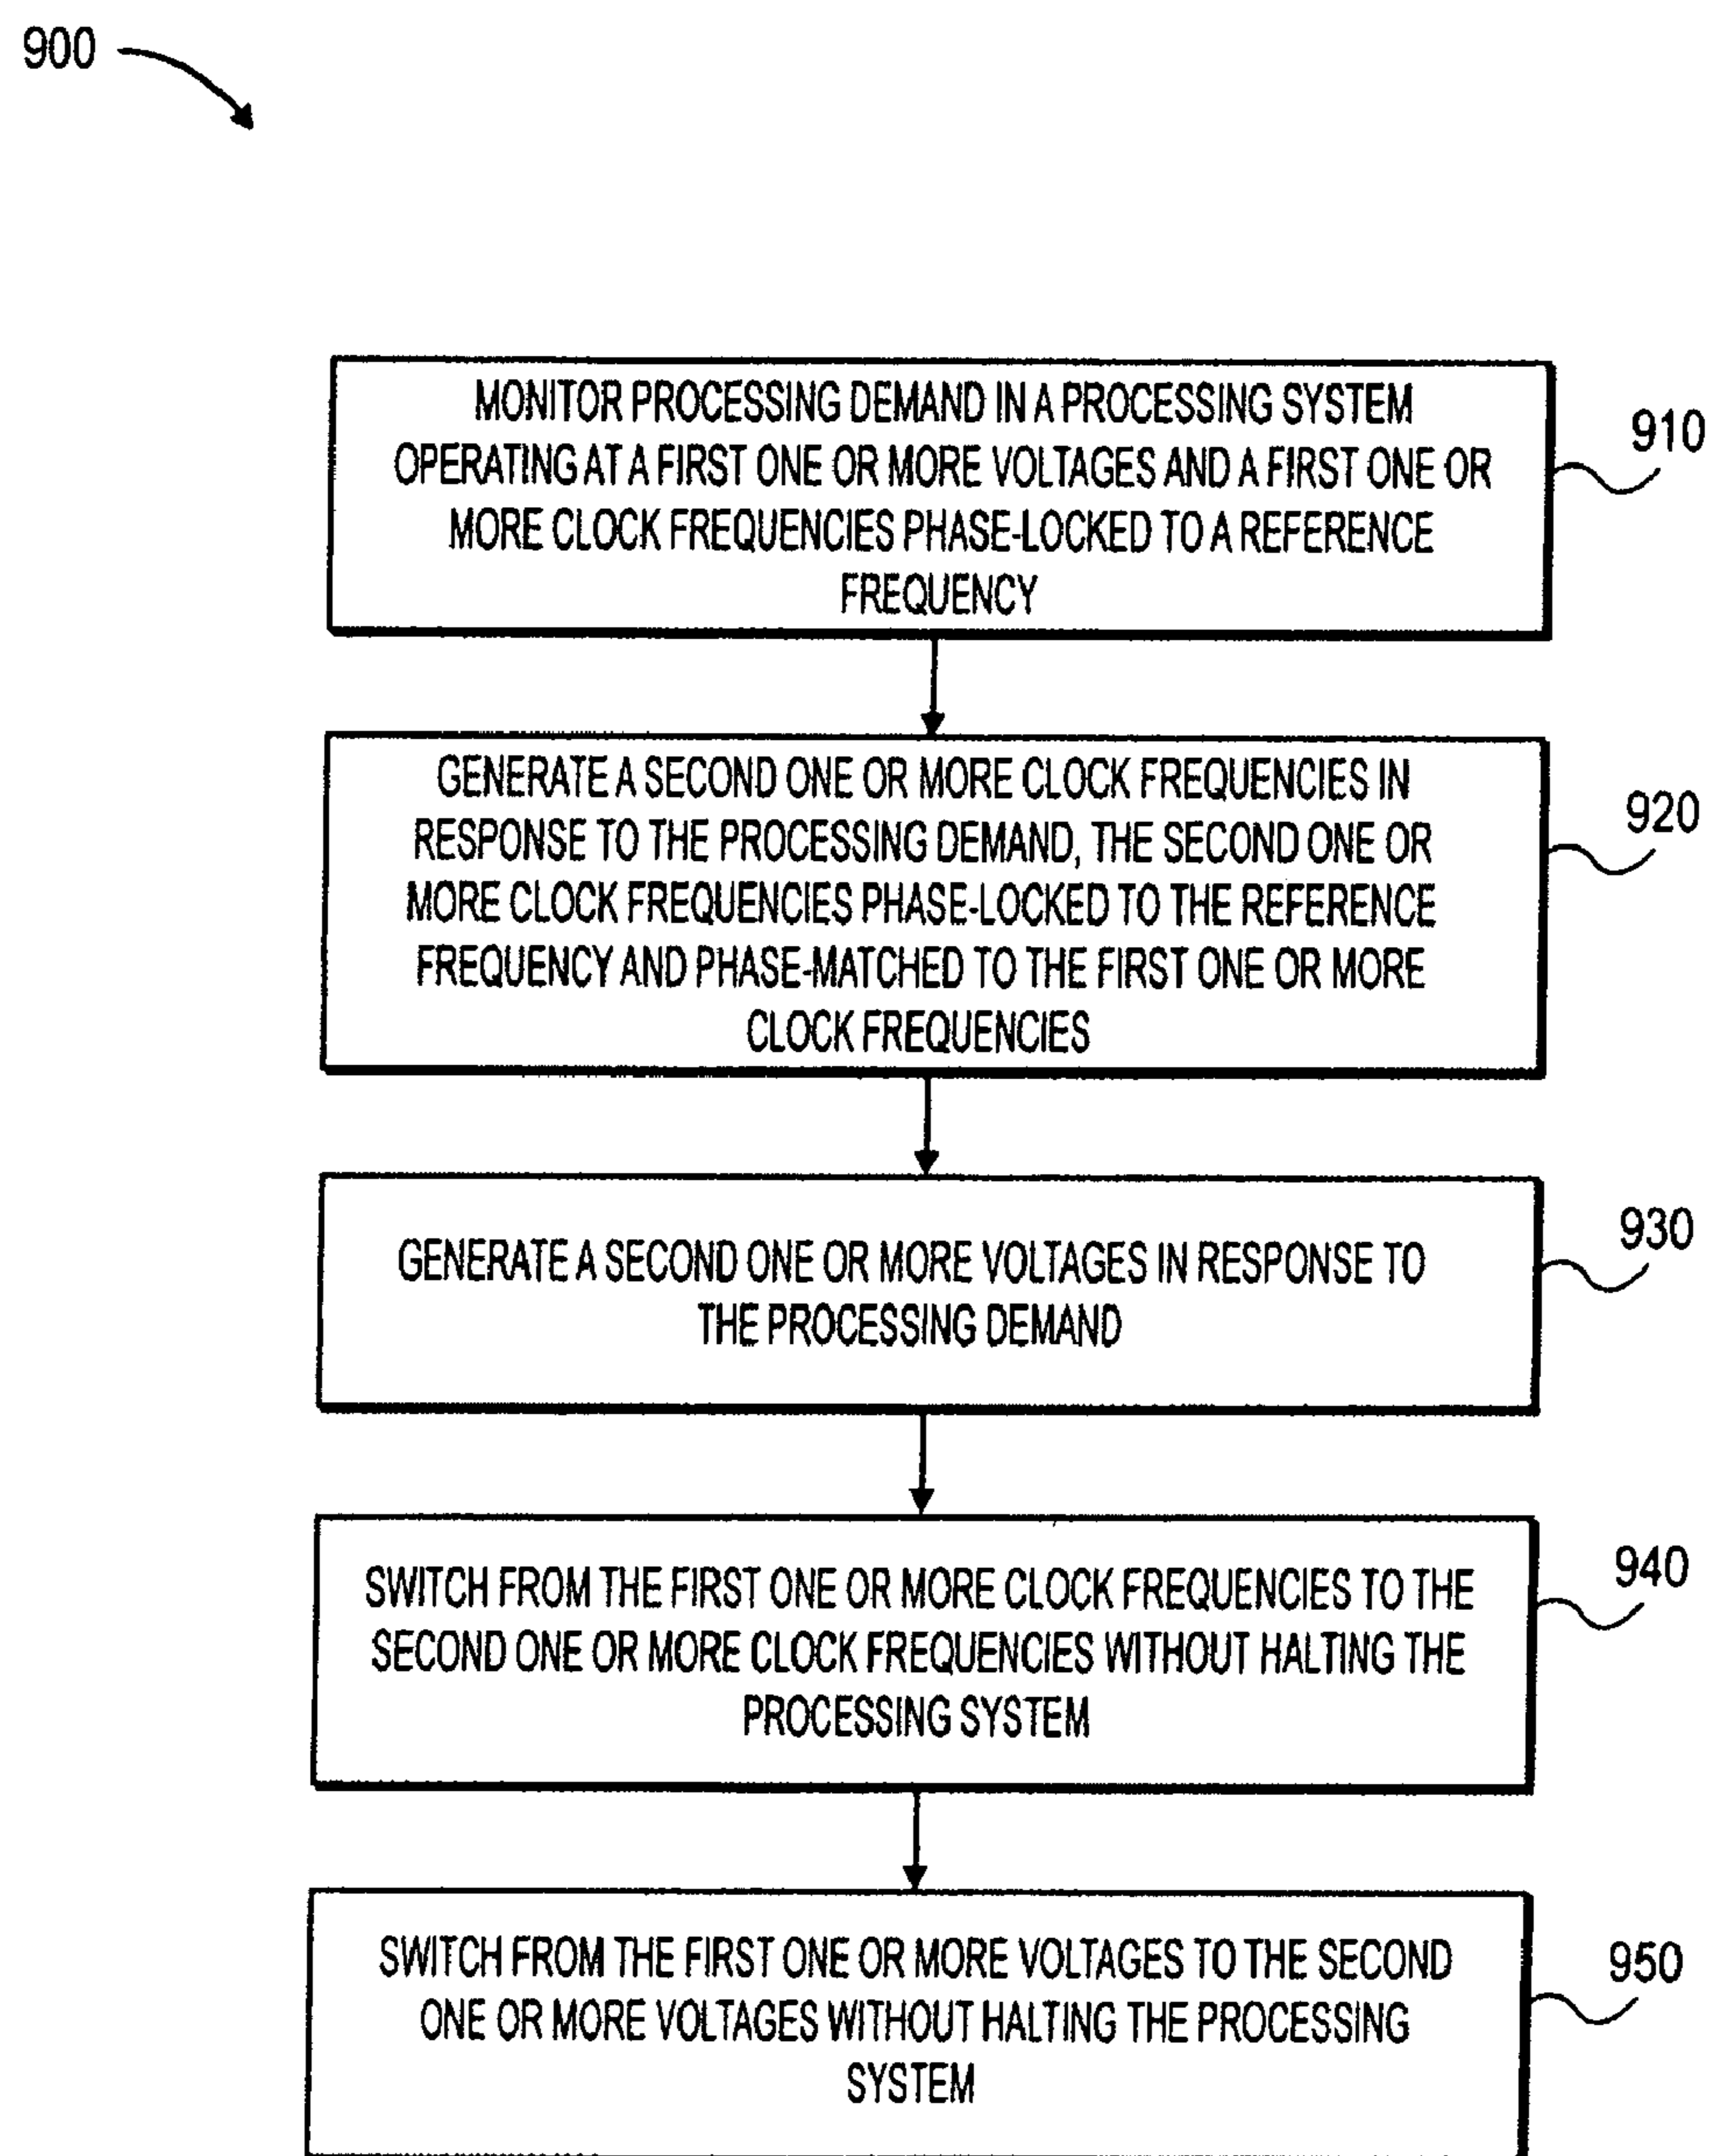 900
MONITOR PROCESSING DEMAND IN A PROCESSING SYSTEM
OPERATING AT A FIRST ONE OR MORE VOLTAGES AND A FIRST ONE OR
MORE CLOCK FREQUENCIES PHASE-LOCKED TO A REFERENCE
FREQUENCY
910
GENERATE A SECOND ONE OR MORE CLOCK FREQUENCIES IN
RESPONSE TO THE PROCESSING DEMAND, THE SECOND ONE OR
MORE CLOCK FREQUENCIES PHASE-LOCKED TO THE REFERENCE
FREQUENCY AND PHASE-MATCHED TO THE FIRST ONE OR MORE
CLOCK FREQUENCIES
920
GENERATE A SECOND ONE OR MORE VOLTAGES IN RESPONSE TO
THE PROCESSING DEMAND
930
SWITCH FROM THE FIRST ONE OR MORE CLOCK FREQUENCIES TO THE
SECOND ONE OR MORE CLOCK FREQUENCIES WITHOUT HALTING THE
PROCESSING SYSTEM
940
SWITCH FROM THE FIRST ONE OR MORE VOLTAGES TO THE SECOND
ONE OR MORE VOLTAGES WITHOUT HALTING THE PROCESSING
SYSTEM
950